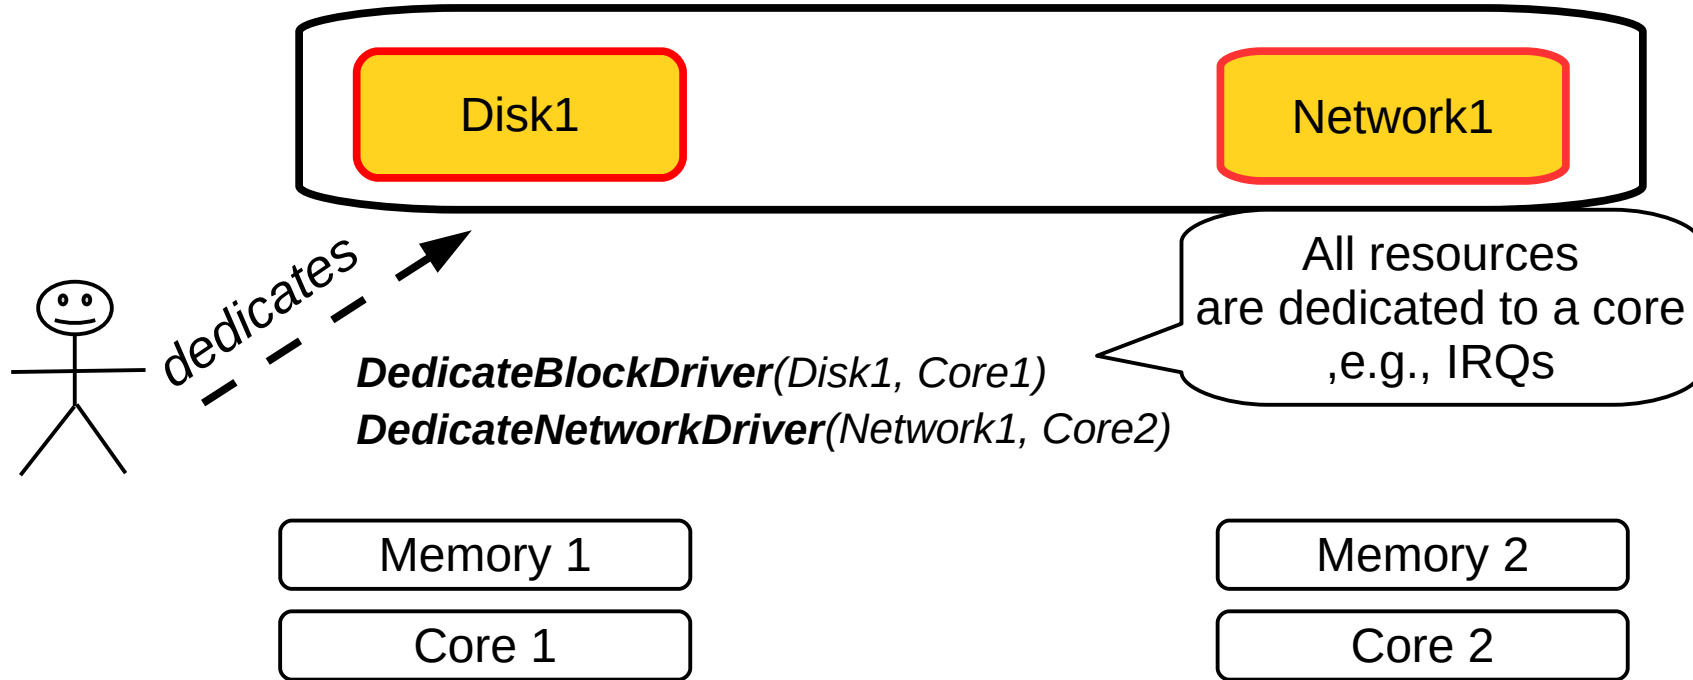 Disk1
Network1
dedicates
All resources
are dedicated to a core
,e.g., IRQs
DedicateBlockDriver(Disk1, Core1)
DedicateNetworkDriver(Network1, Core2)
Memory 1
Memory 2
Core 1
Core 2